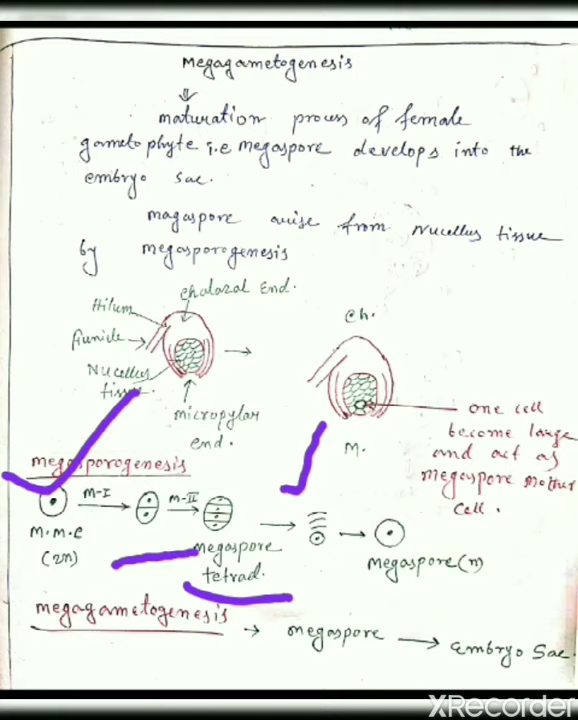 Megagametogenesis
⇓
maturation process of female
gametophyte i.e megaspore develops into the
embryo sac.
magaspore arise from Nucellus tissue
by megasporogenesis
chalazal End.
Hilum
funicle →
Nucellus
tissue
micropylar
end.
→
ch.
M.
one cell
become large
and act as
megaspore mother
cell.
megasporogenesis
M-I
M-II
M.M.C
(2n)
megaspore
tetrad.
megaspore(n)
megagametogenesis → megaspore → embryo sac.
XRecorder